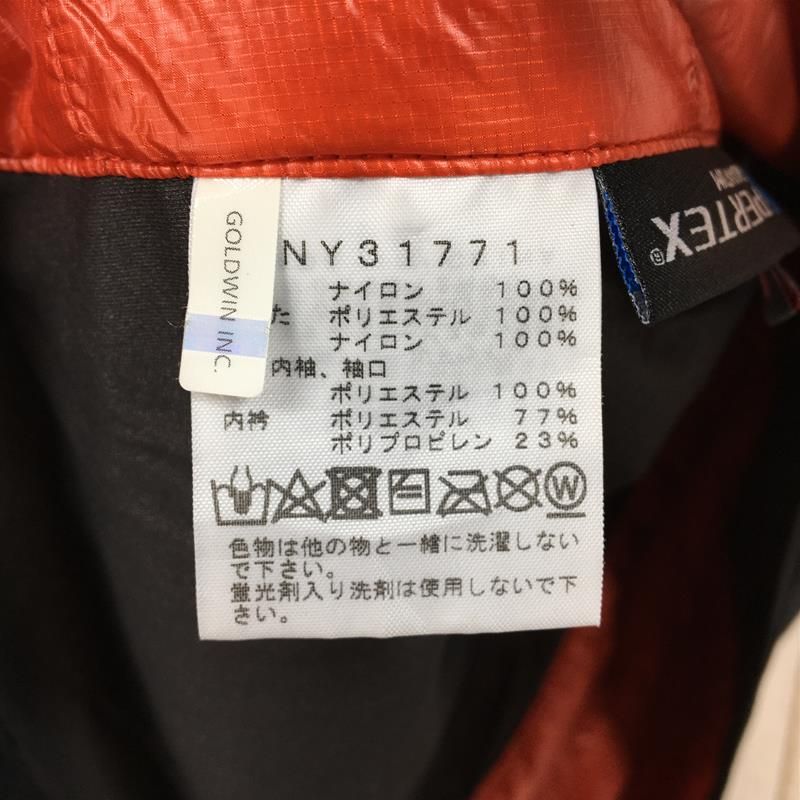 NY31771
ナイロン 100%
た ポリエステル 100%
ナイロン 100%
内袖、袖口
ポリエステル 100%
内衿 ポリエステル 77%
ポリプロピレン 23%
W
色物は他の物と一緒に洗濯しない
で下さい。
蛍光剤入り洗剤は使用しないで下
さい。
GOLDWIN INC.
PERTEX®